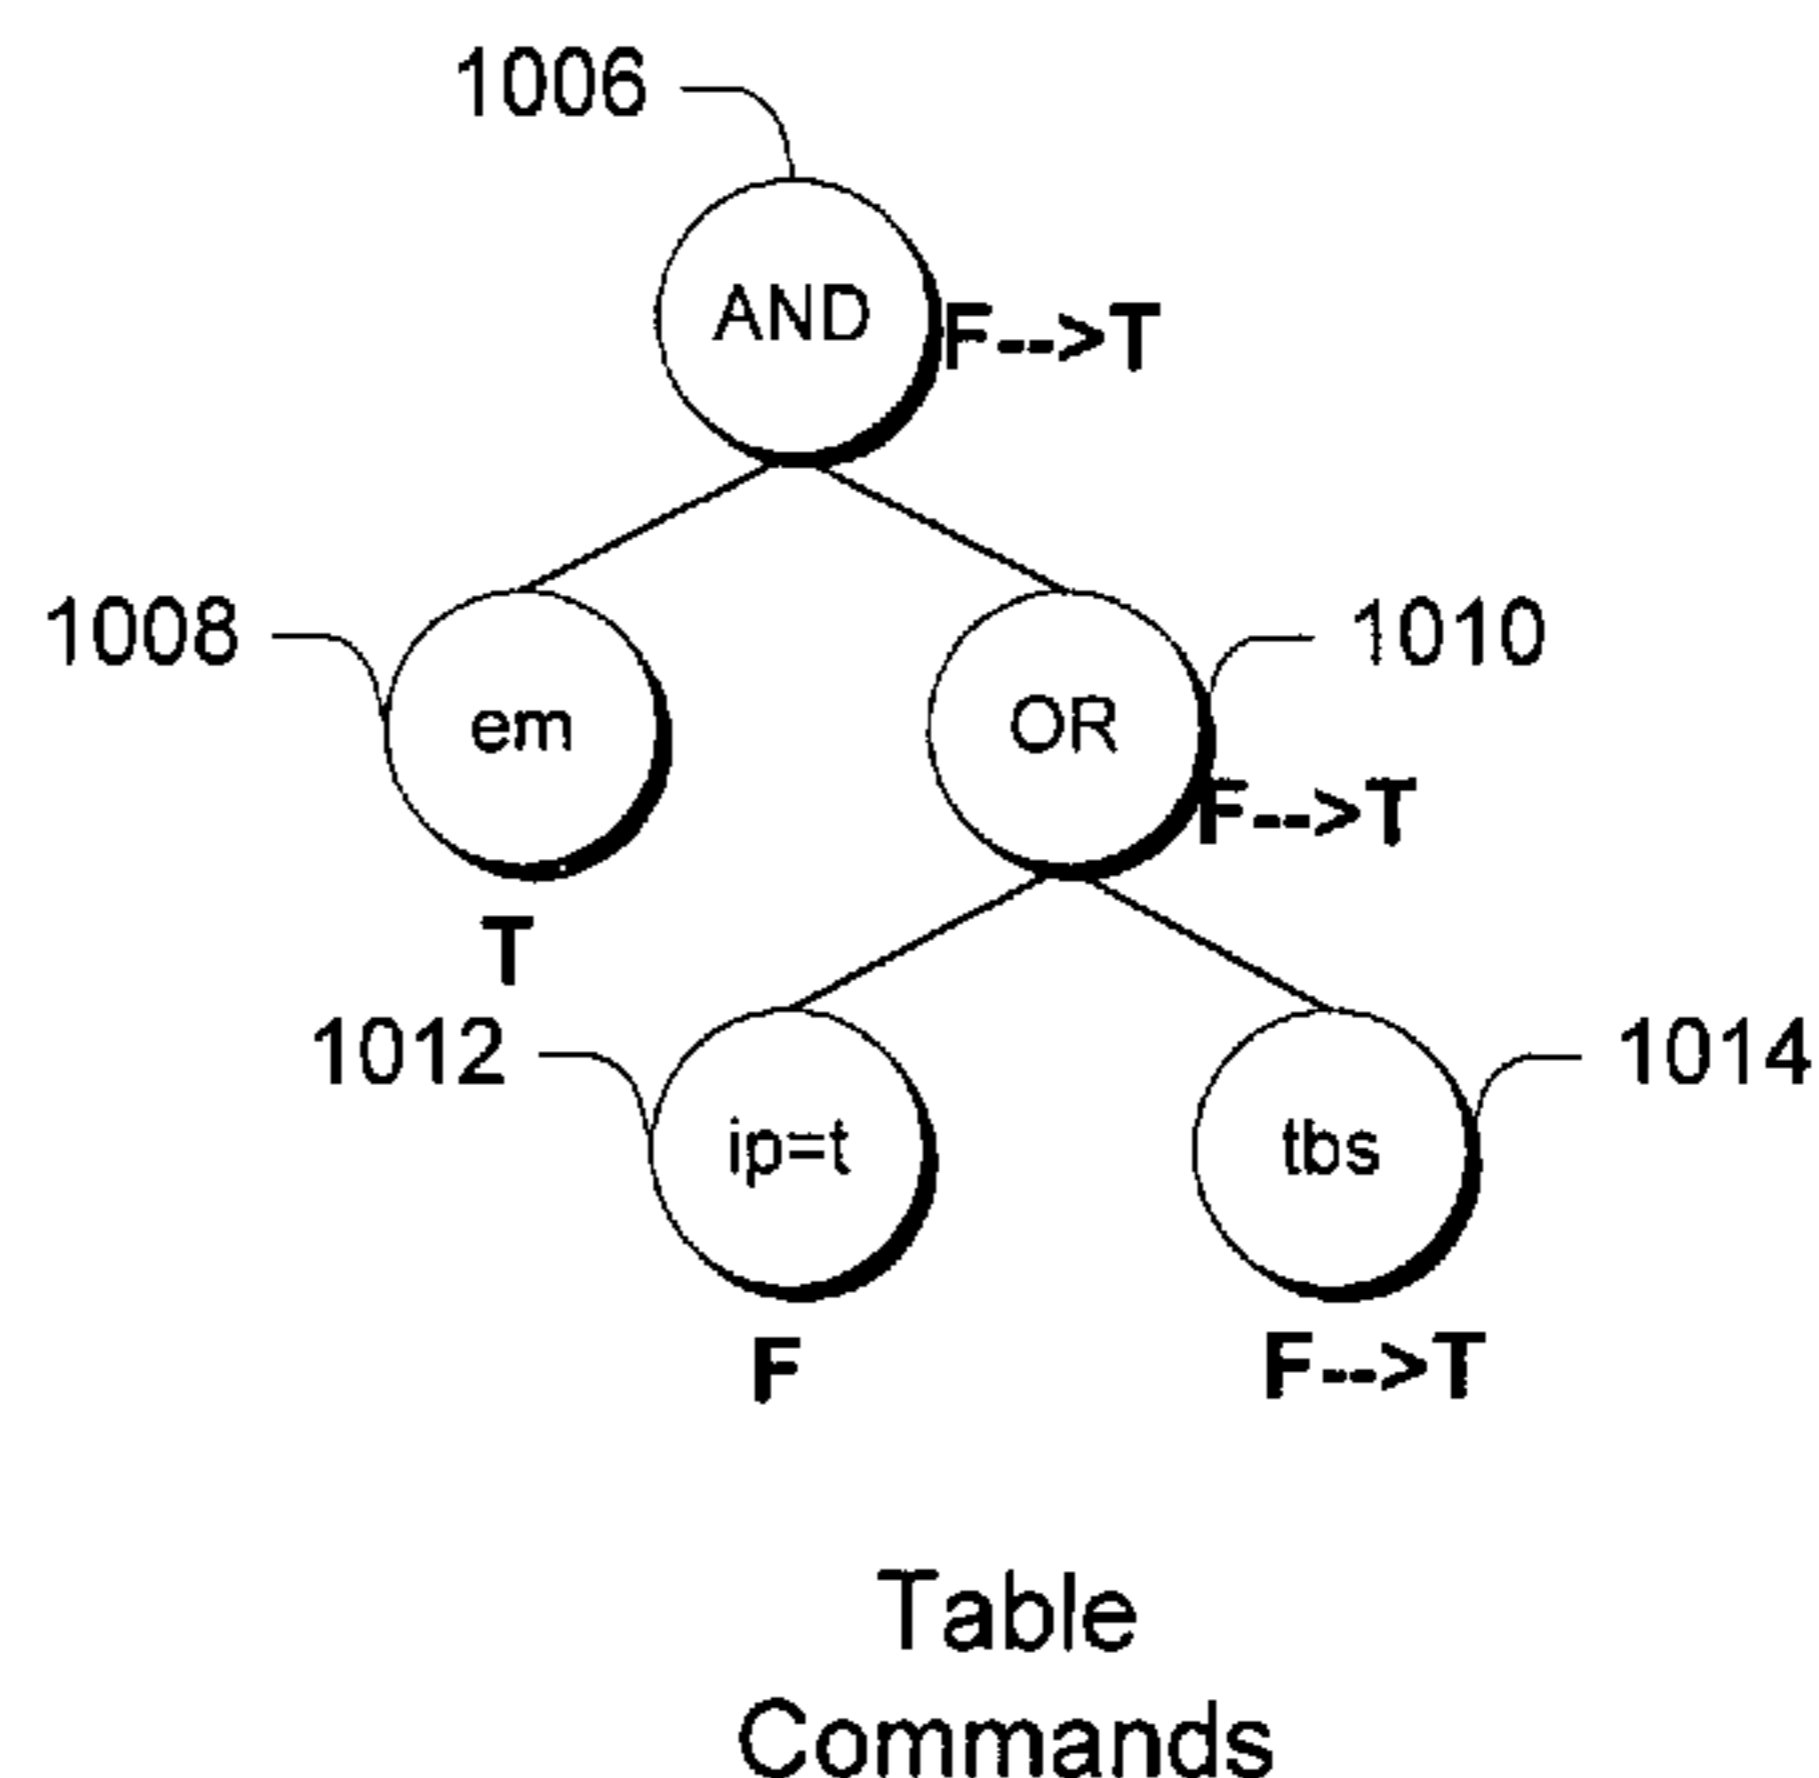 1006
AND
F-->T
1008
em
T
OR
1010
F-->T
1012
ip=t
F
tbs
1014
F-->T
Table
Commands